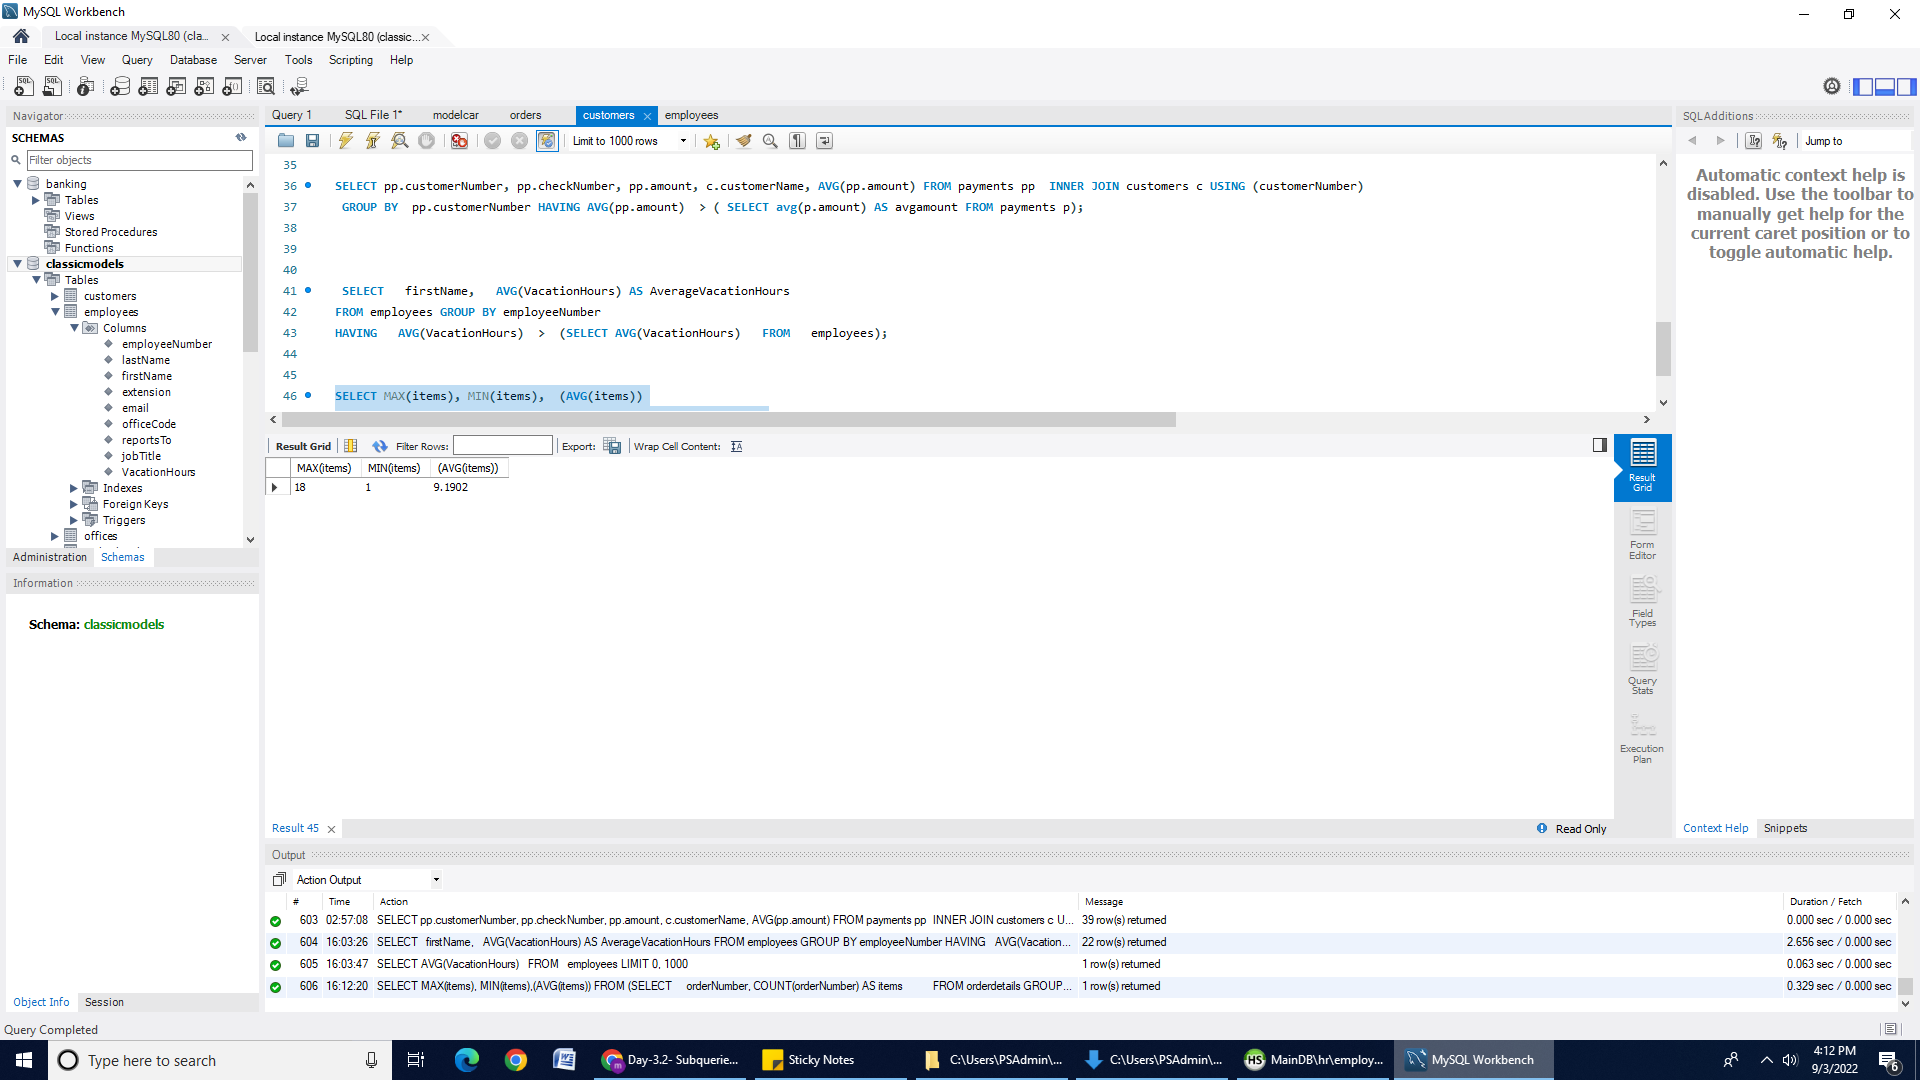 MySQL Workbench
Local instance MySQL80 (cla...
Local instance MySQL80 (classic...
File Edit View Query Database Server Tools Scripting Help
Navigator
SCHEMAS
Filter objects
banking
Tables
Views
Stored Procedures
Functions
classicmodels
Tables
customers
employees
Columns
employeeNumber
lastName
firstName
extension
email
officeCode
reportsTo
jobTitle
VacationHours
Indexes
Foreign Keys
Triggers
offices
Administration Schemas
Information
Schema: classicmodels
Object Info Session
Query Completed
Query 1 SQL File 1* modelcar orders customers employees
Limit to 1000 rows
35
36 SELECT pp.customerNumber, pp.checkNumber, pp.amount, c.customerName, AVG(pp.amount) FROM payments pp INNER JOIN customers c USING (customerNumber)
37 GROUP BY pp.customerNumber HAVING AVG(pp.amount) > ( SELECT avg(p.amount) AS avgamount FROM payments p);
38
39
40
41 SELECT firstName, AVG(VacationHours) AS AverageVacationHours
42 FROM employees GROUP BY employeeNumber
43 HAVING AVG(VacationHours) > (SELECT AVG(VacationHours) FROM employees);
44
45
46 SELECT MAX(items), MIN(items), (AVG(items))
Result Grid Filter Rows: Export: Wrap Cell Content:
MAX(items) MIN(items) (AVG(items))
18 1 9.1902
Result Grid
Form Editor
Field Types
Query Stats
Execution Plan
Result 45
Read Only
SQLAdditions
Jump to
Automatic context help is
disabled. Use the toolbar to
manually get help for the
current caret position or to
toggle automatic help.
Context Help Snippets
Output
Action Output
# Time Action Message Duration / Fetch
603 02:57:08 SELECT pp.customerNumber, pp.checkNumber, pp.amount, c.customerName, AVG(pp.amount) FROM payments pp INNER JOIN customers c U... 39 row(s) returned 0.000 sec / 0.000 sec
604 16:03:26 SELECT firstName, AVG(VacationHours) AS AverageVacationHours FROM employees GROUP BY employeeNumber HAVING AVG(Vacation... 22 row(s) returned 2.656 sec / 0.000 sec
605 16:03:47 SELECT AVG(VacationHours) FROM employees LIMIT 0, 1000 1 row(s) returned 0.063 sec / 0.000 sec
606 16:12:20 SELECT MAX(items), MIN(items),(AVG(items)) FROM (SELECT orderNumber, COUNT(orderNumber) AS items FROM orderdetails GROUP... 1 row(s) returned 0.329 sec / 0.000 sec
Type here to search
Day-3.2- Subquerie...
Sticky Notes
C:\Users\PSAdmin\...
C:\Users\PSAdmin\...
HS MainDB\hr\employ...
MySQL Workbench
4:12 PM
9/3/2022
6